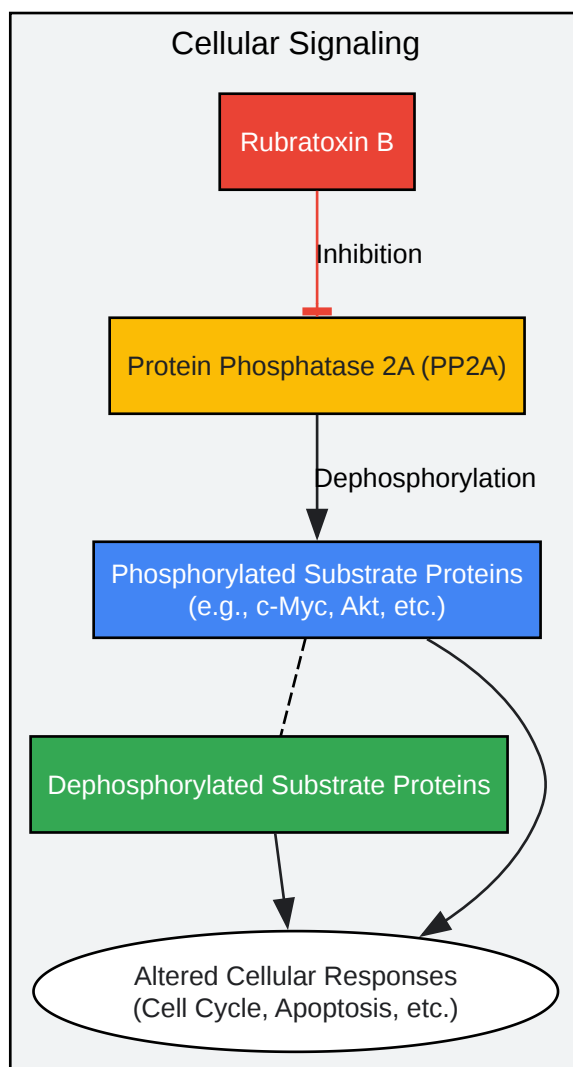 Cellular Signaling
Rubratoxin B
Inhibition
Protein Phosphatase 2A (PP2A)
Dephosphorylation
Phosphorylated Substrate Proteins
(e.g., c-Myc, Akt, etc.)
Dephosphorylated Substrate Proteins
Altered Cellular Responses
(Cell Cycle, Apoptosis, etc.)